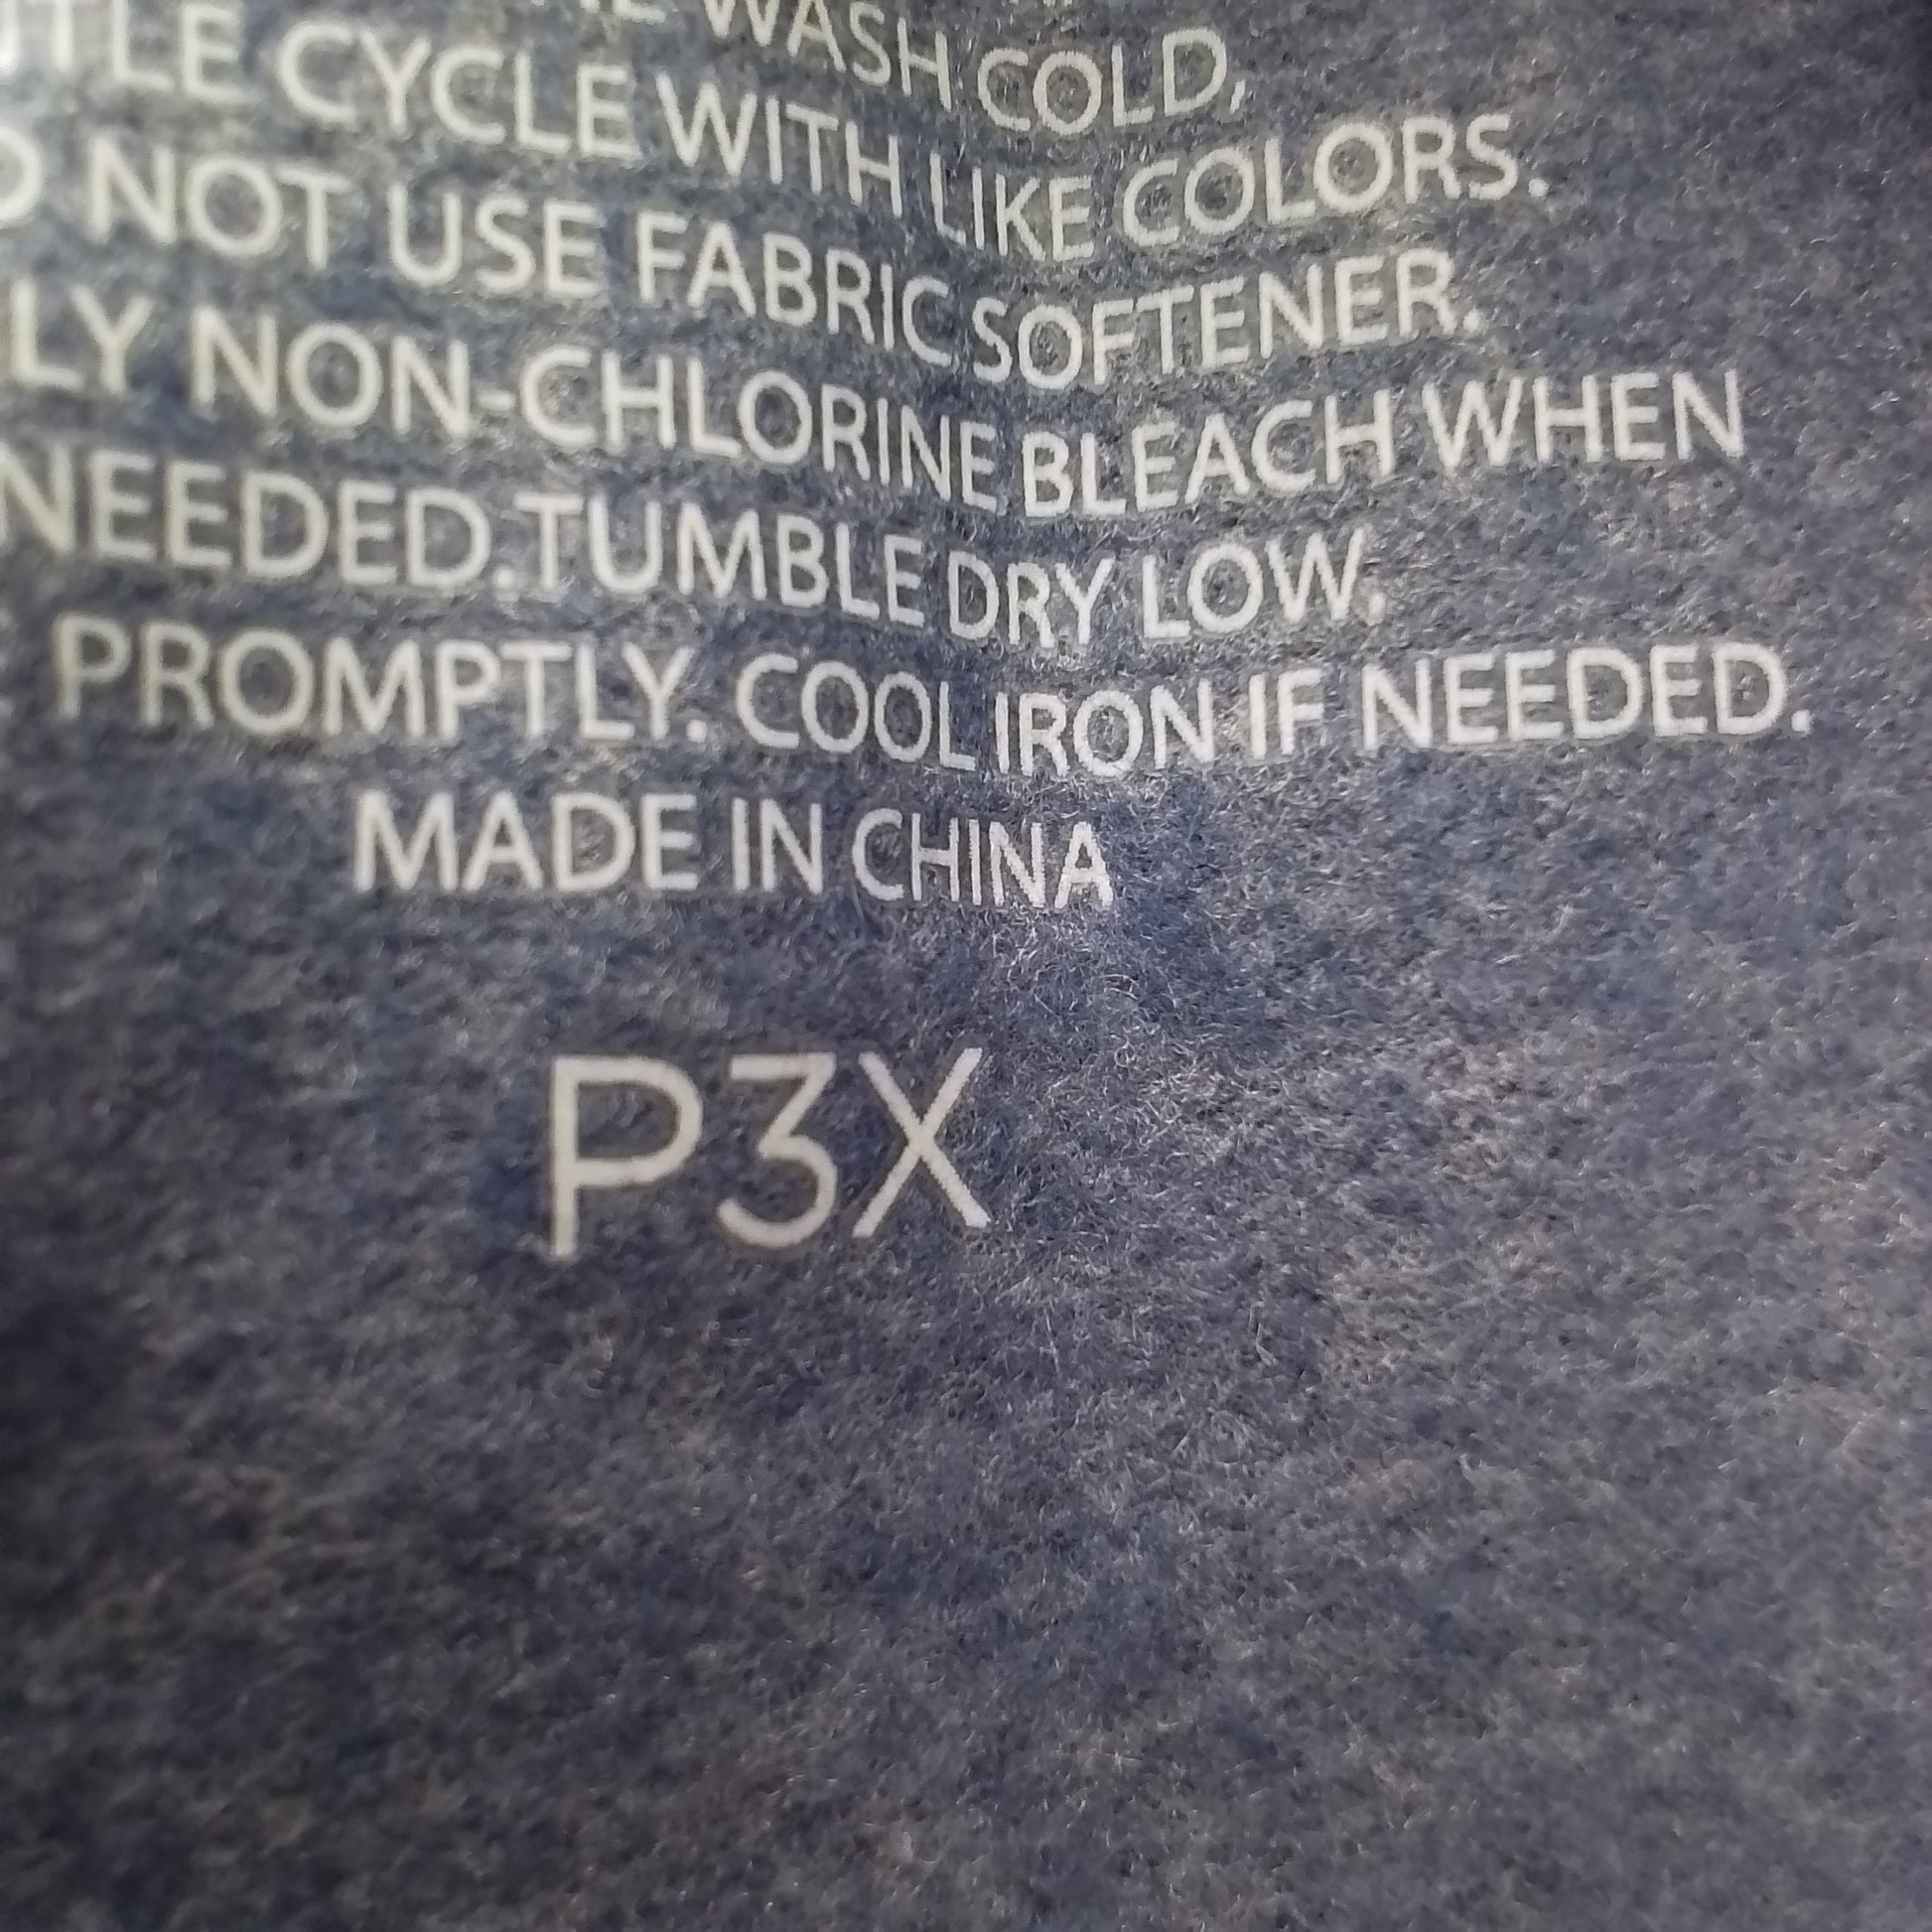 WASH COLD,
CYCLE WITH LIKE COLORS.
NOT USE FABRIC SOFTENER.
LY NON-CHLORINE BLEACH WHEN
NEEDED.TUMBLE DRY LOW,
PROMPTLY. COOL IRON IF NEEDED.
MADE IN CHINA
P3X